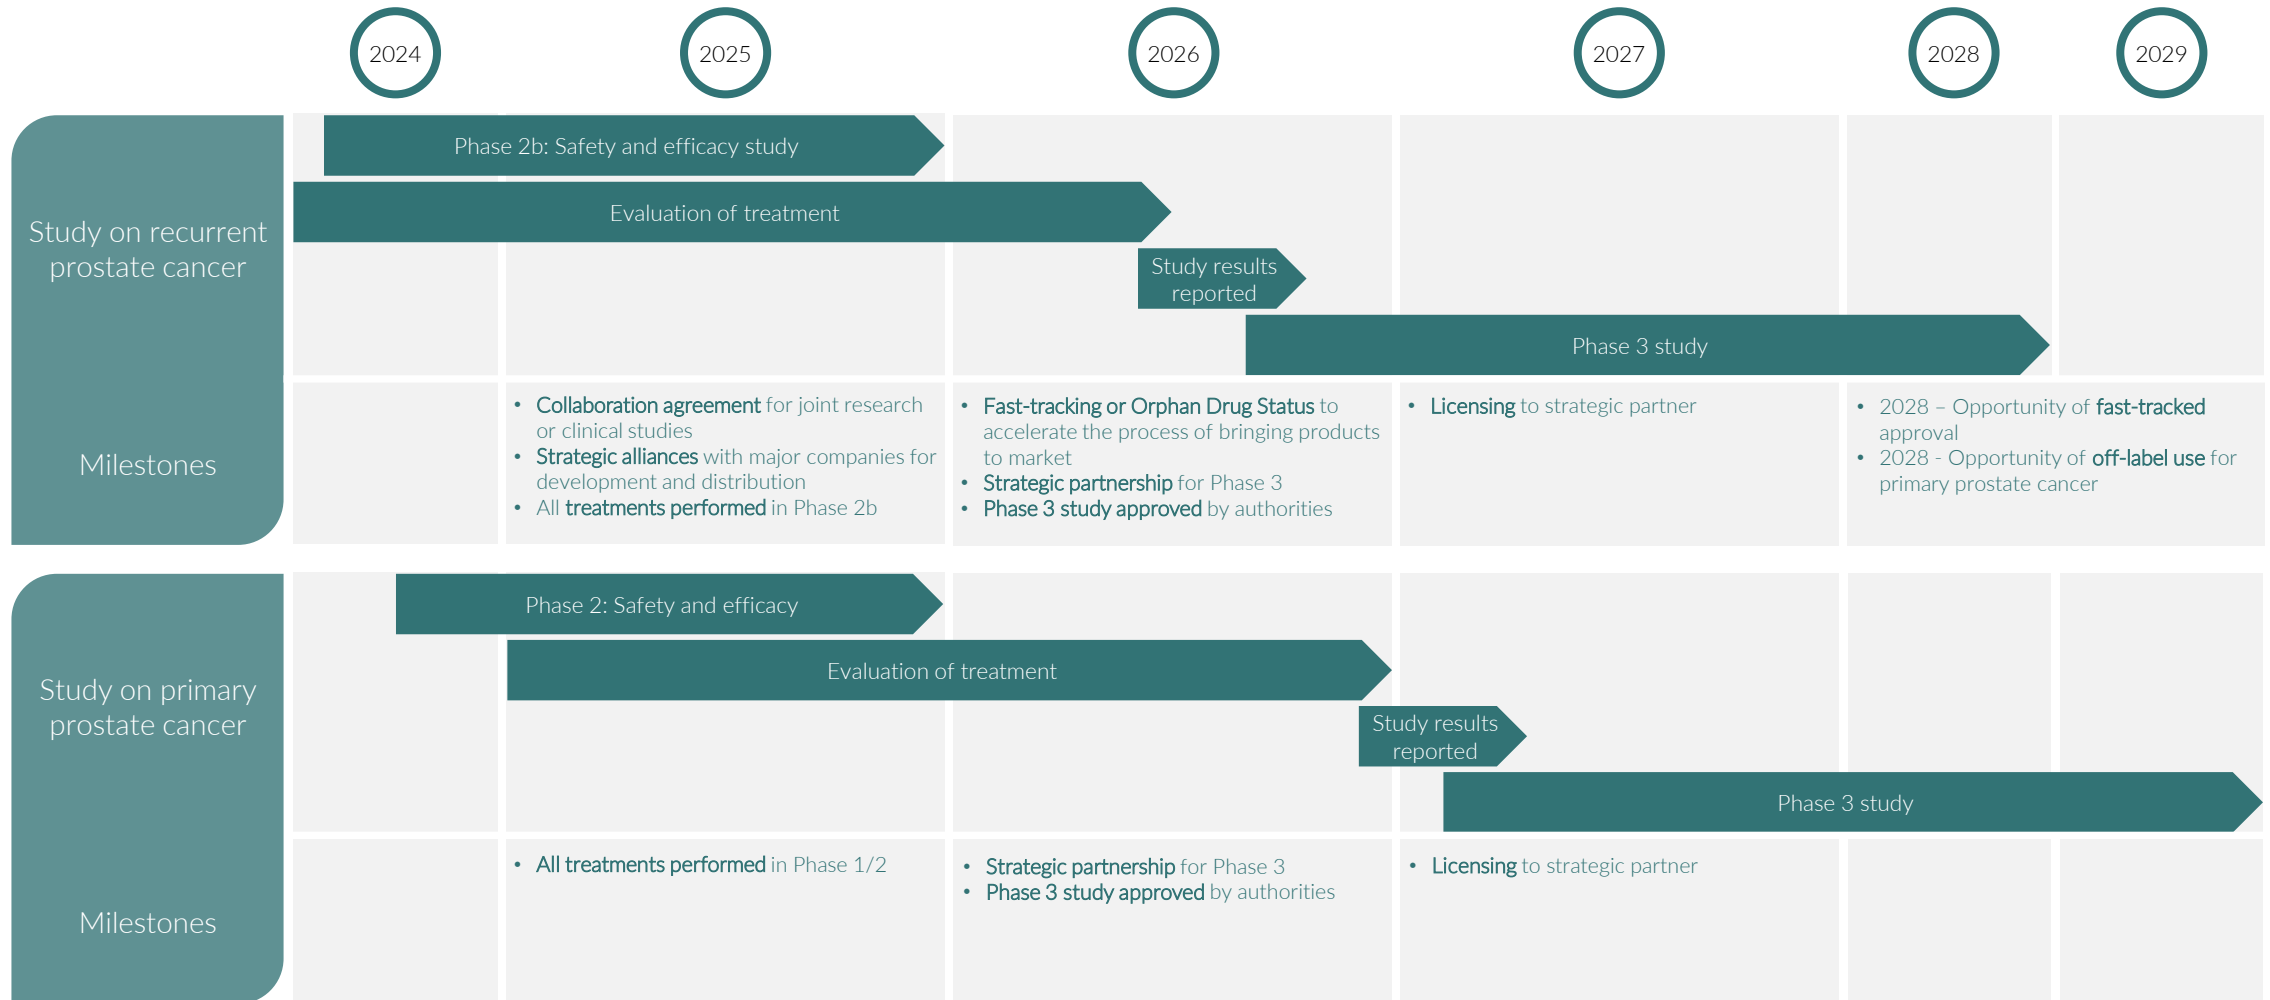 2024
2025
2026
2027
2028
2029
Study on recurrent
prostate cancer
Phase 2b: Safety and efficacy study
Evaluation of treatment
Study results
reported
Phase 3 study
Milestones
• Collaboration agreement for joint research
or clinical studies
• Strategic alliances with major companies for
development and distribution
• All treatments performed in Phase 2b
• Fast-tracking or Orphan Drug Status to
accelerate the process of bringing products
to market
• Strategic partnership for Phase 3
• Phase 3 study approved by authorities
• Licensing to strategic partner
• 2028 – Opportunity of fast-tracked
approval
• 2028 - Opportunity of off-label use for
primary prostate cancer
Study on primary
prostate cancer
Phase 2: Safety and efficacy
Evaluation of treatment
Study results
reported
Phase 3 study
Milestones
• All treatments performed in Phase 1/2
• Strategic partnership for Phase 3
• Phase 3 study approved by authorities
• Licensing to strategic partner